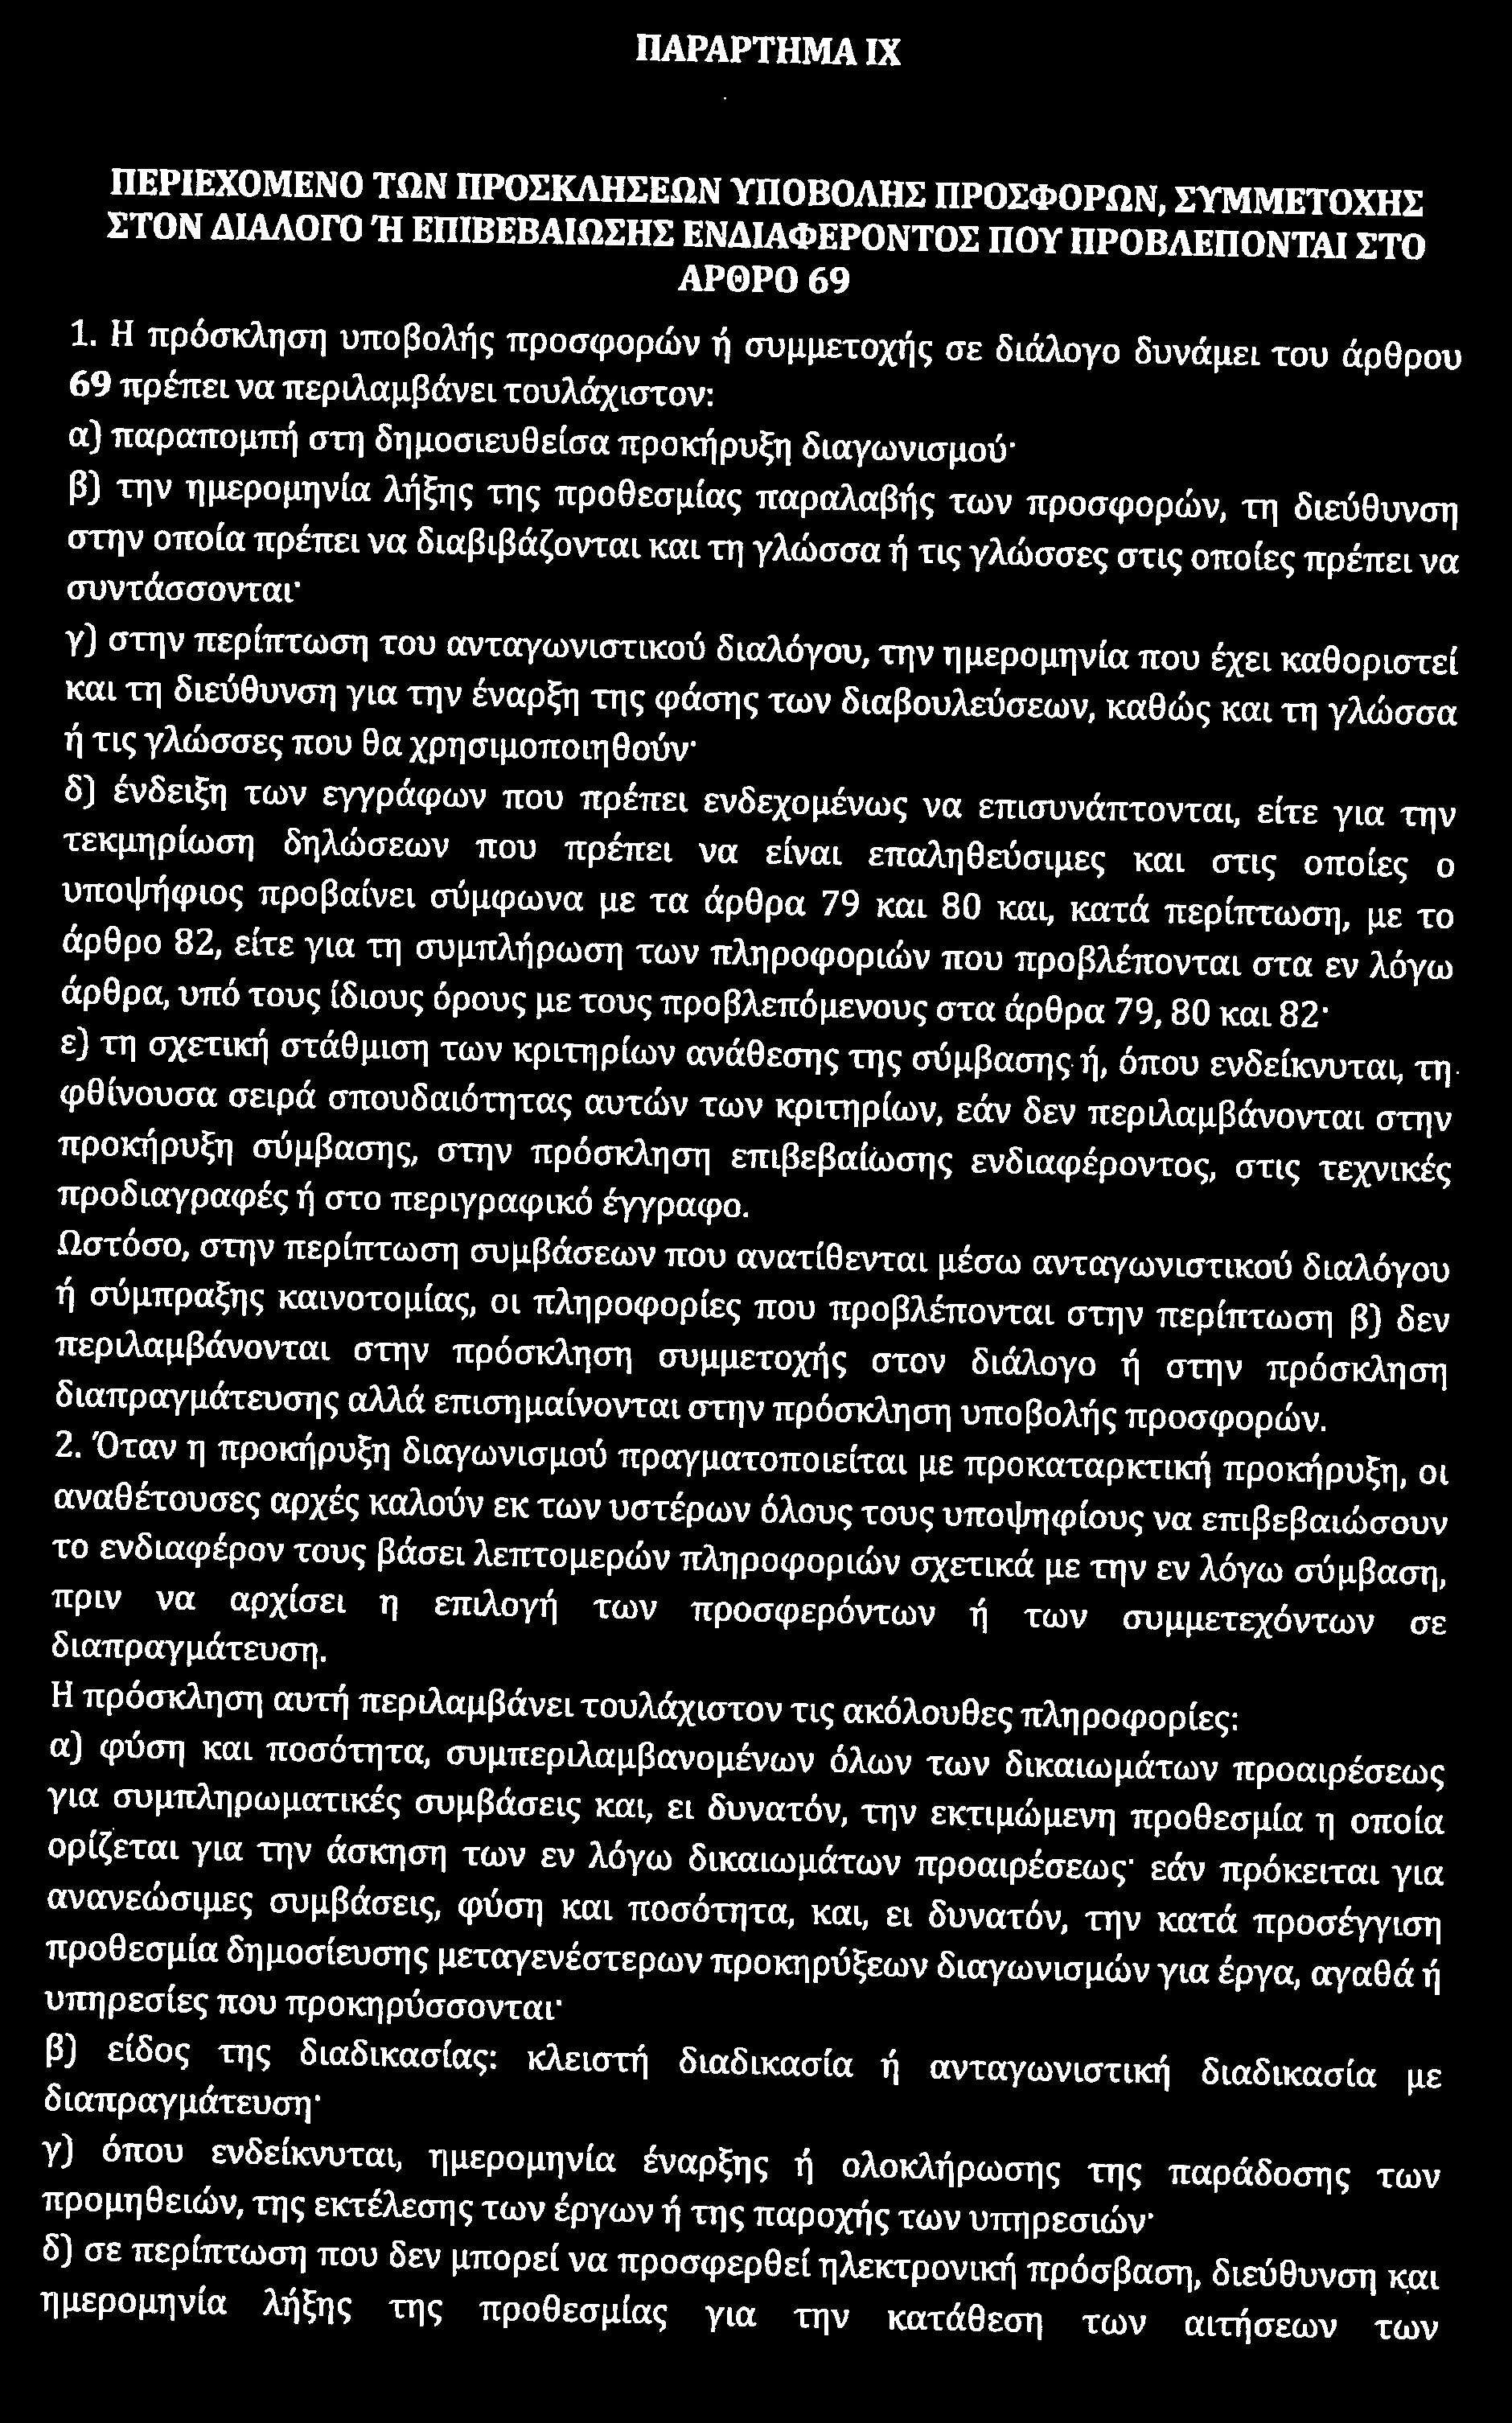 ΠΑΡΑΡΤΗΜΑ ΙΧ
ΠΕΡΙΕΧΟΜΕΝΟ ΤΩΝ ΠΡΟΣΚΛΗΣΕΩΝ ΥΠΟΒΟΛΗΣ ΠΡΟΣΦΟΡΩΝ, ΣΥΜΜΕΤΟΧΗΣ
ΣΤΟΝ ΔΙΑΛΟΓΟ Ή ΕΠΙΒΕΒΑΙΩΣΗΣ ΕΝΔΙΑΦΕΡΟΝΤΟΣ ΠΟΥ ΠΡΟΒΛΕΠΟΝΤΑΙ ΣΤΟ
ΑΡΘΡΟ 69
1. Η πρόσκληση υποβολής προσφορών ή συμμετοχής σε διάλογο δυνάμει του άρθρου
69 πρέπει να περιλαμβάνει τουλάχιστον:
α) παραπομπή στη δημοσιευθείσα προκήρυξη διαγωνισμού·
β) την ημερομηνία λήξης της προθεσμίας παραλαβής των προσφορών, τη διεύθυνση
στην οποία πρέπει να διαβιβάζονται και τη γλώσσα ή τις γλώσσες στις οποίες πρέπει να
συντάσσονται·
γ) στην περίπτωση του ανταγωνιστικού διαλόγου, την ημερομηνία που έχει καθοριστεί
και τη διεύθυνση για την έναρξη της φάσης των διαβουλεύσεων, καθώς και τη γλώσσα
ή τις γλώσσες που θα χρησιμοποιηθούν·
δ) ένδειξη των εγγράφων που πρέπει ενδεχομένως να επισυνάπτονται, είτε για την
τεκμηρίωση δηλώσεων που πρέπει να είναι επαληθεύσιμες και στις οποίες ο
υποψήφιος προβαίνει σύμφωνα με τα άρθρα 79 και 80 και, κατά περίπτωση, με το
άρθρο 82, είτε για τη συμπλήρωση των πληροφοριών που προβλέπονται στα εν λόγω
άρθρα, υπό τους ίδιους όρους με τους προβλεπόμενους στα άρθρα 79, 80 και 82·
ε) τη σχετική στάθμιση των κριτηρίων ανάθεσης της σύμβασης ή, όπου ενδείκνυται, τη
φθίνουσα σειρά σπουδαιότητας αυτών των κριτηρίων, εάν δεν περιλαμβάνονται στην
προκήρυξη σύμβασης, στην πρόσκληση επιβεβαίωσης ενδιαφέροντος, στις τεχνικές
προδιαγραφές ή στο περιγραφικό έγγραφο.
Ωστόσο, στην περίπτωση συμβάσεων που ανατίθενται μέσω ανταγωνιστικού διαλόγου
ή σύμπραξης καινοτομίας, οι πληροφορίες που προβλέπονται στην περίπτωση β) δεν
περιλαμβάνονται στην πρόσκληση συμμετοχής στον διάλογο ή στην πρόσκληση
διαπραγμάτευσης αλλά επισημαίνονται στην πρόσκληση υποβολής προσφορών.
2. Όταν η προκήρυξη διαγωνισμού πραγματοποιείται με προκαταρκτική προκήρυξη, οι
αναθέτουσες αρχές καλούν εκ των υστέρων όλους τους υποψηφίους να επιβεβαιώσουν
το ενδιαφέρον τους βάσει λεπτομερών πληροφοριών σχετικά με την εν λόγω σύμβαση,
πριν να αρχίσει η επιλογή των προσφερόντων ή των συμμετεχόντων σε
διαπραγμάτευση.
Η πρόσκληση αυτή περιλαμβάνει τουλάχιστον τις ακόλουθες πληροφορίες:
α) φύση και ποσότητα, συμπεριλαμβανομένων όλων των δικαιωμάτων προαιρέσεως
για συμπληρωματικές συμβάσεις και, ει δυνατόν, την εκτιμώμενη προθεσμία η οποία
ορίζεται για την άσκηση των εν λόγω δικαιωμάτων προαιρέσεως· εάν πρόκειται για
ανανεώσιμες συμβάσεις, φύση και ποσότητα, και, ει δυνατόν, την κατά προσέγγιση
προθεσμία δημοσίευσης μεταγενέστερων προκηρύξεων διαγωνισμών για έργα, αγαθά ή
υπηρεσίες που προκηρύσσονται·
β) είδος της διαδικασίας: κλειστή διαδικασία ή ανταγωνιστική διαδικασία με
διαπραγμάτευση·
γ) όπου ενδείκνυται, ημερομηνία έναρξης ή ολοκλήρωσης της παράδοσης των
προμηθειών, της εκτέλεσης των έργων ή της παροχής των υπηρεσιών·
δ) σε περίπτωση που δεν μπορεί να προσφερθεί ηλεκτρονική πρόσβαση, διεύθυνση και
ημερομηνία λήξης της προθεσμίας για την κατάθεση των αιτήσεων των